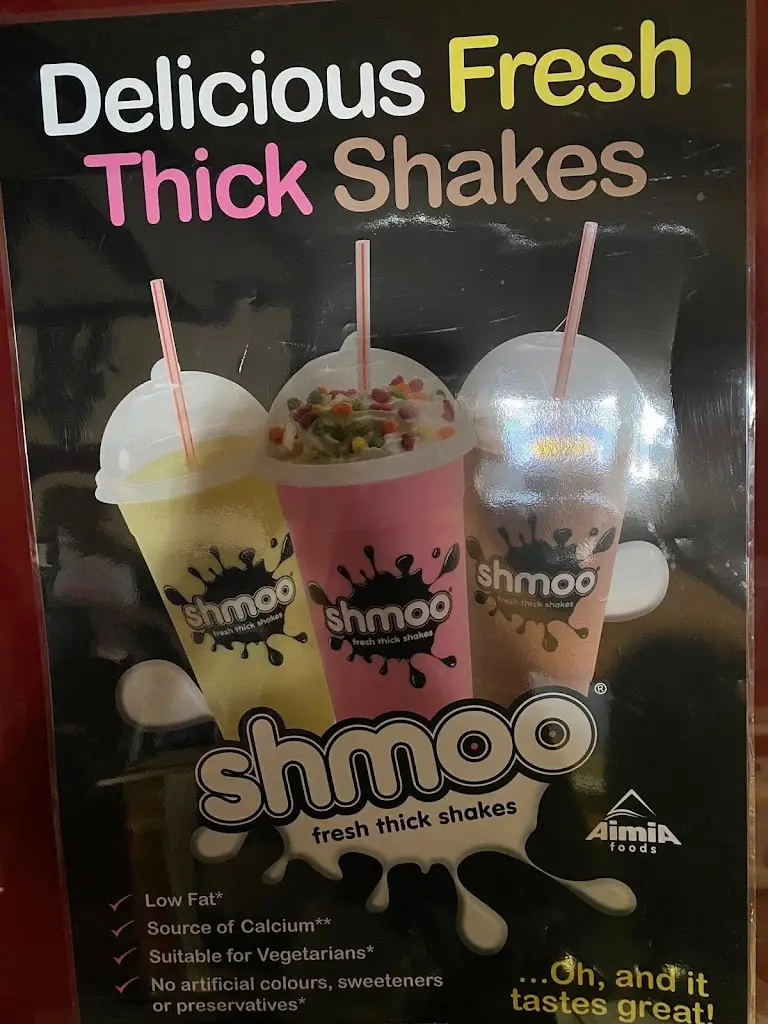 Delicious Fresh
Thick Shakes
shmoo
fresh thick shakes
shmoo
fresh thick shakes
shmoo
fresh thick shakes
shmoo®
fresh thick shakes
AimiA
foods
✓ Low Fat*
✓ Source of Calcium**
✓ Suitable for Vegetarians*
✓ No artificial colours, sweeteners
or preservatives*
...Oh, and it
tastes great!